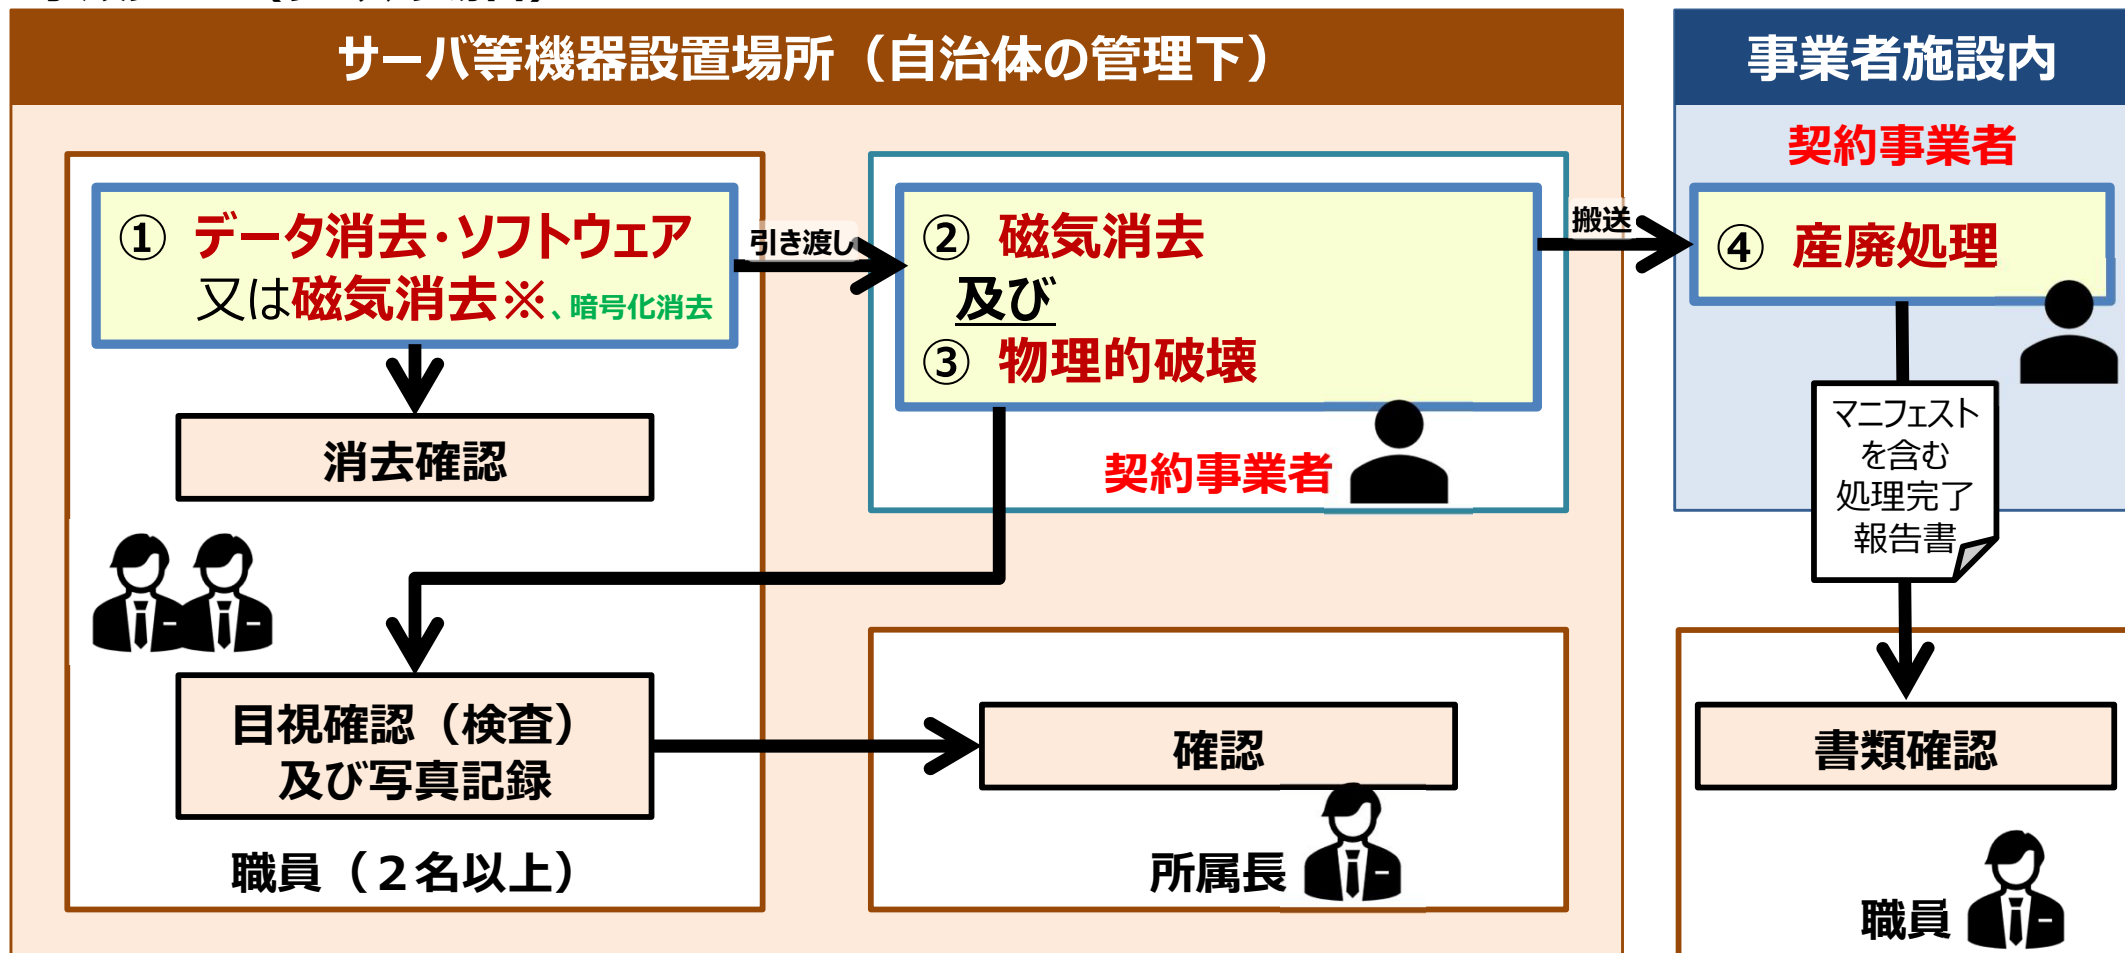 サーバ等機器設置場所（自治体の管理下）
事業者施設内
契約事業者
① データ消去・ソフトウェア
又は磁気消去※、暗号化消去
引き渡し
② 磁気消去
及び
③ 物理的破壊
搬送
④ 産廃処理
消去確認
契約事業者
マニフェスト
を含む
処理完了
報告書
目視確認（検査）
及び写真記録
確認
書類確認
職員（２名以上）
所属長
職員